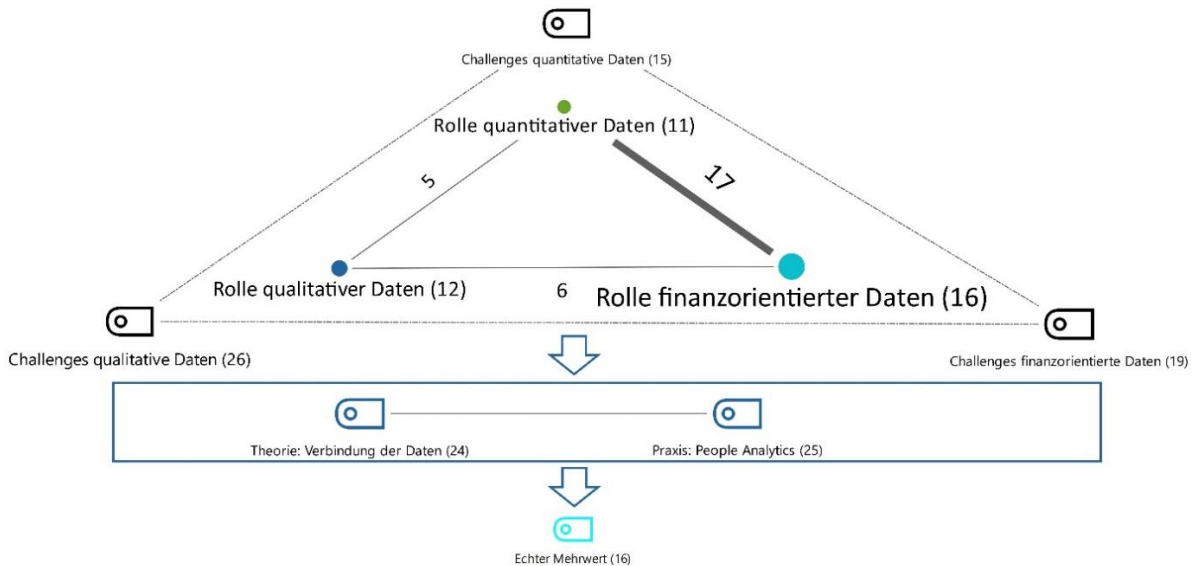 Challenges quantitative Daten (15)
Rolle quantitativer Daten (11)
5
17
Rolle qualitativer Daten (12)
6
Rolle finanzorientierter Daten (16)
Challenges qualitative Daten (26)
Challenges finanzorientierte Daten (19)
Theorie: Verbindung der Daten (24)
Praxis: People Analytics (25)
Echter Mehrwert (16)